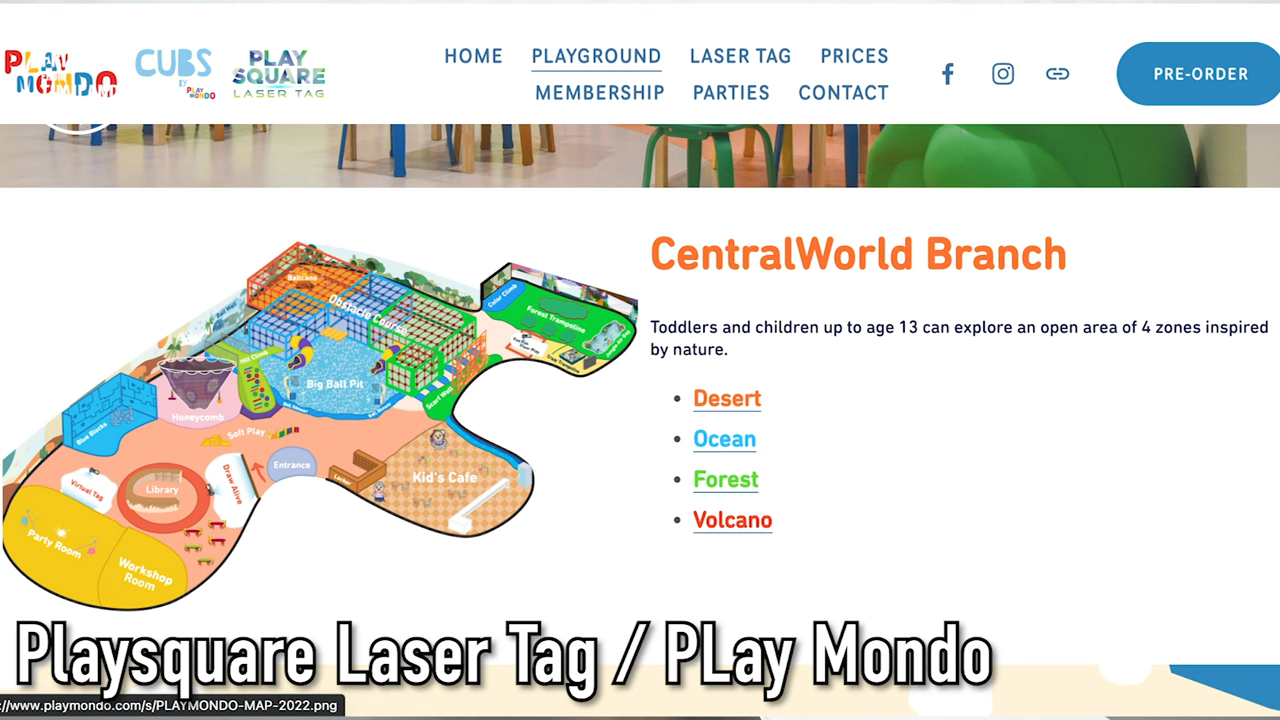 PLAY MONDO
CUBS
BY PLAY MONDO
PLAY SQUARE
LASER TAG
HOME PLAYGROUND LASER TAG PRICES
MEMBERSHIP PARTIES CONTACT
PRE-ORDER
CentralWorld Branch
Toddlers and children up to age 13 can explore an open area of 4 zones inspired
by nature.
Desert
Ocean
Forest
Volcano
Ballcano
Obstacle Course
Color Climb
Forest Trampoline
Ball Wall
Hill Climb
Big Ball Pit
Honeycomb
Blue Blocks
Soft Play
Entrance
Locker
Kid's Cafe
Virtual Tag
Library
Draw Alive
Party Room
Workshop
Room
Playsquare Laser Tag / PLay Mondo
://www.playmondo.com/s/PLAYMONDO-MAP-2022.png